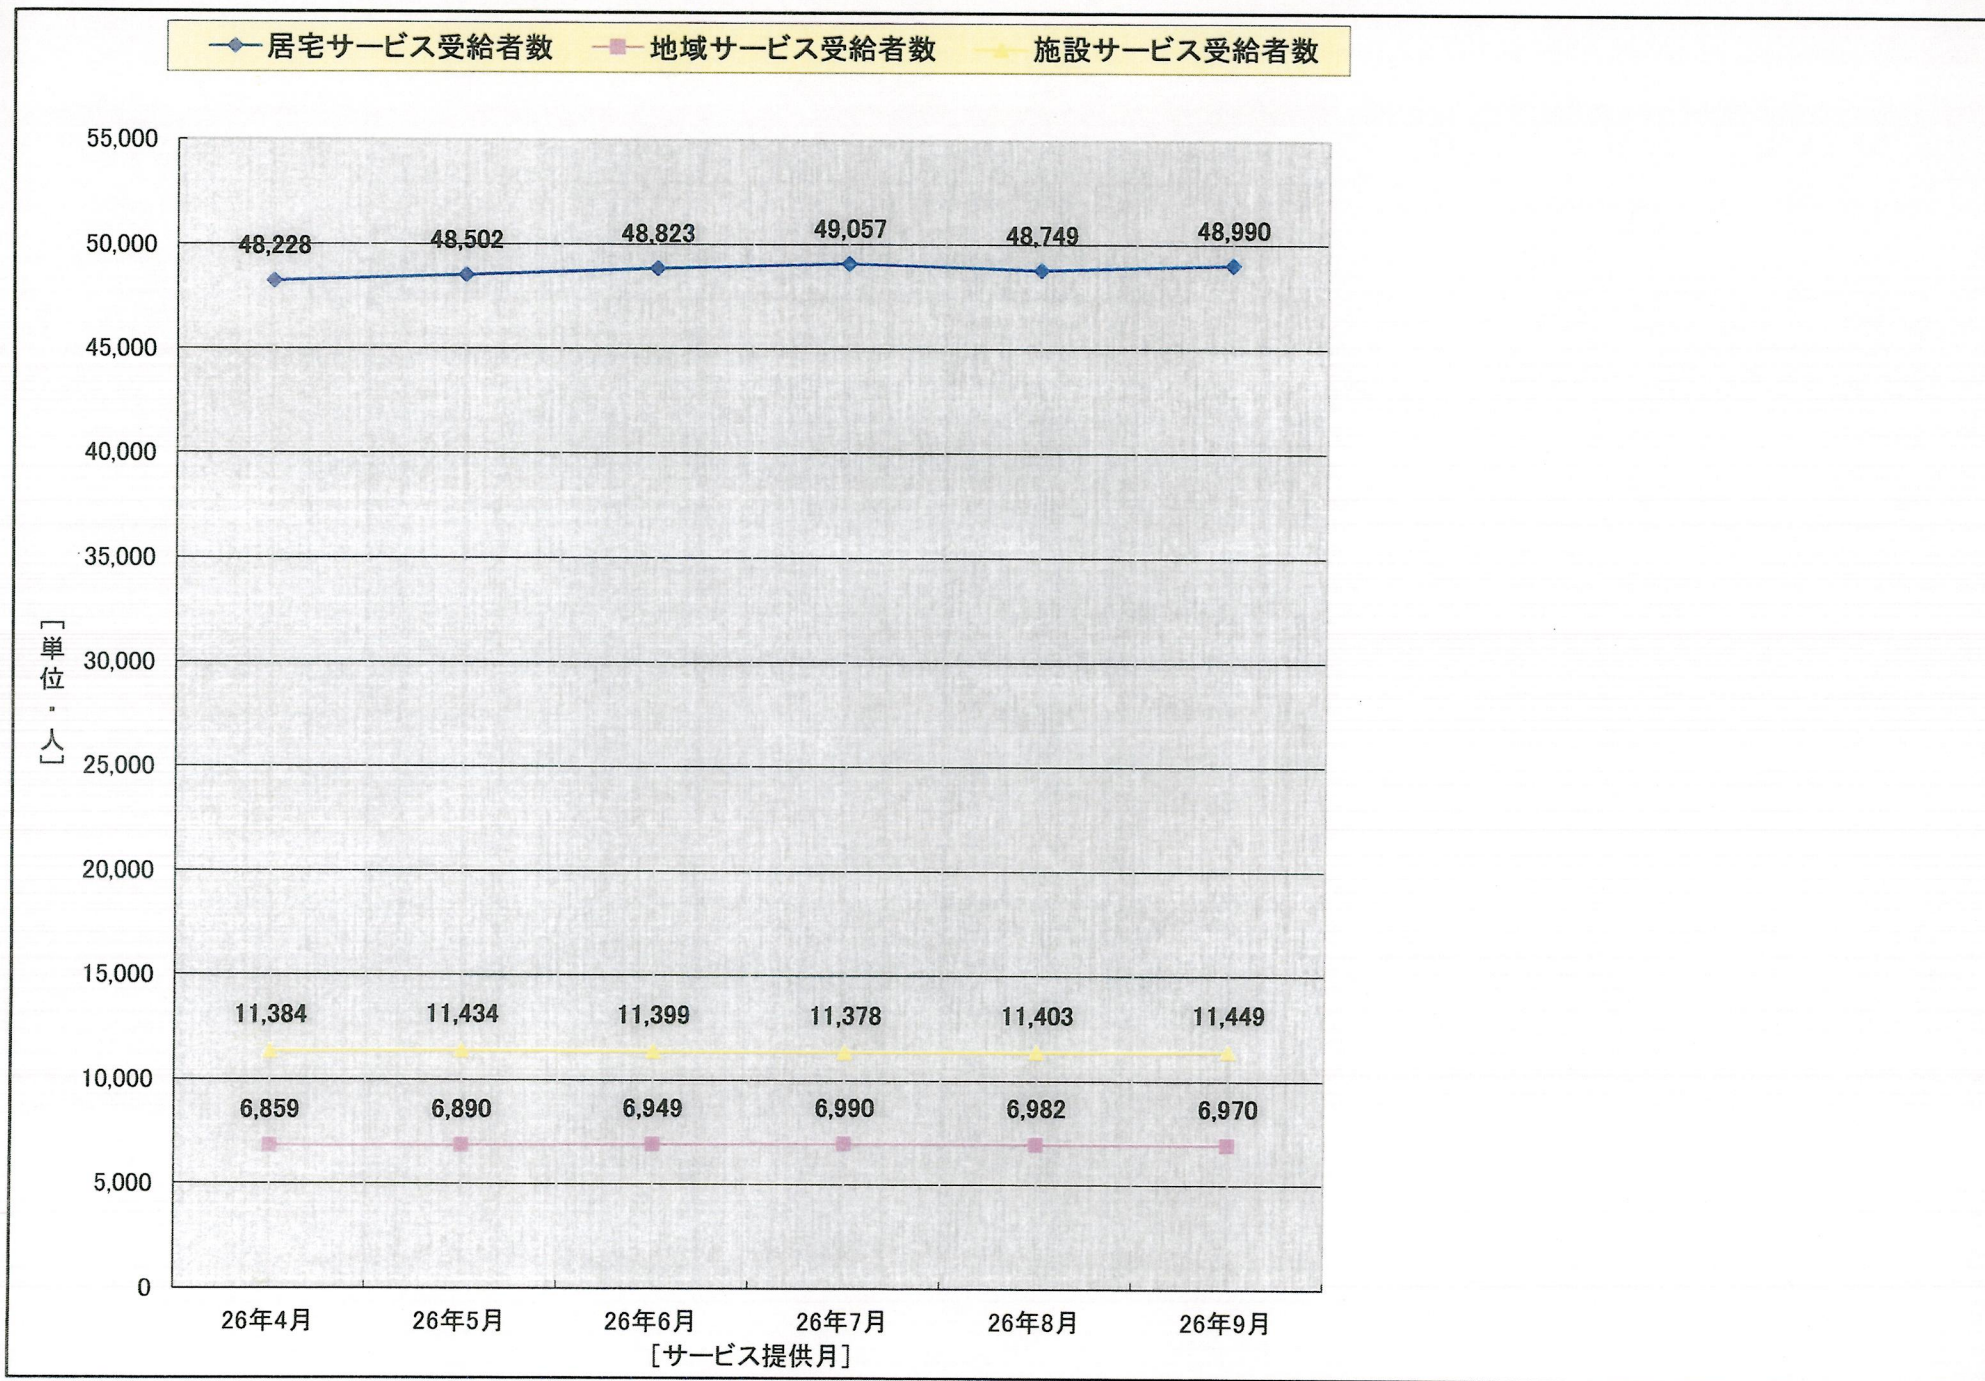 居宅サービス受給者数 地域サービス受給者数 施設サービス受給者数
55,000
50,000
45,000
40,000
35,000
30,000
25,000
20,000
15,000
10,000
5,000
0
[単位・人]
48,228 48,502 48,823 49,057 48,749 48,990
11,384 11,434 11,399 11,378 11,403 11,449
6,859 6,890 6,949 6,990 6,982 6,970
26年4月 26年5月 26年6月 26年7月 26年8月 26年9月
[サービス提供月]